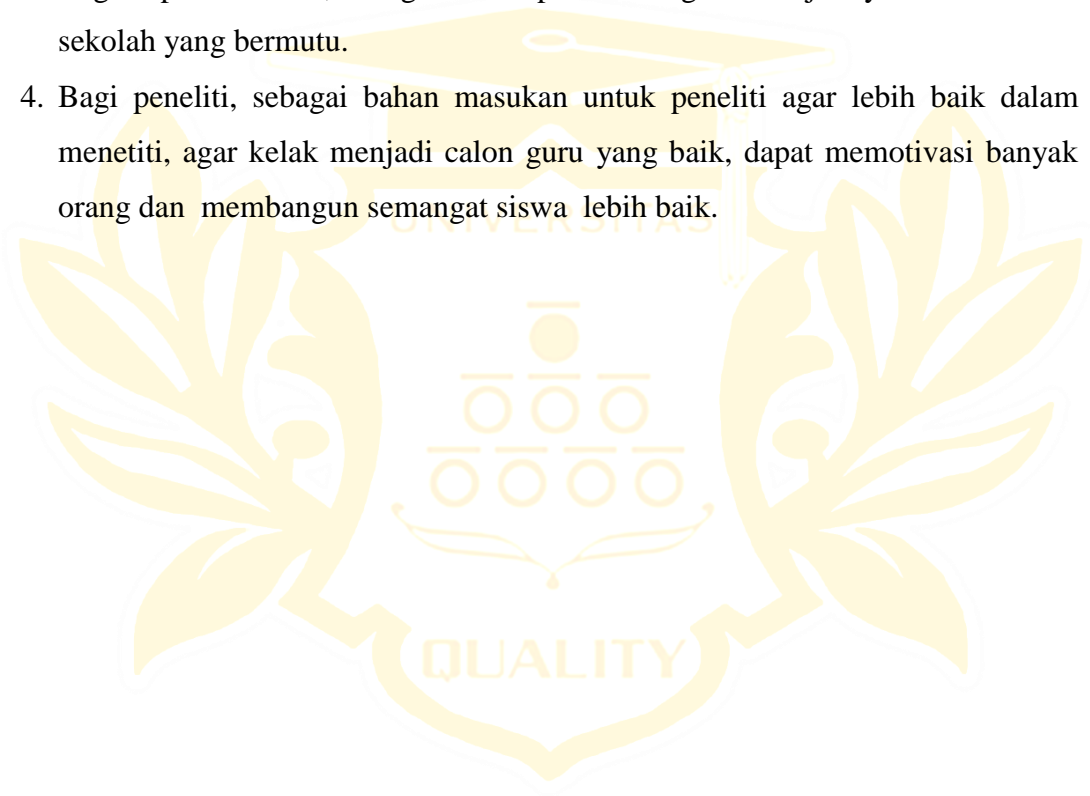 sekolah yang bermutu.
4. Bagi peneliti, sebagai bahan masukan untuk peneliti agar lebih baik dalam
menetiti, agar kelak menjadi calon guru yang baik, dapat memotivasi banyak
orang dan membangun semangat siswa lebih baik.
UNIVERSITAS
QUALITY